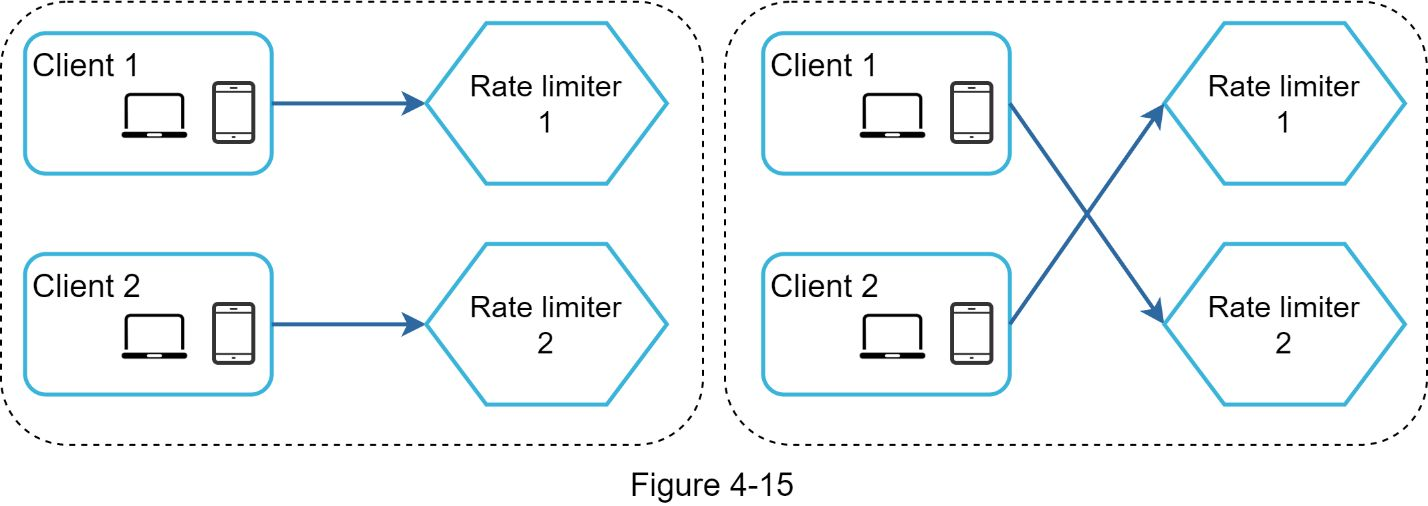 Client 1
Rate limiter
1
Client 2
Rate limiter
2
Client 1
Rate limiter
1
Client 2
Rate limiter
2
Figure 4-15